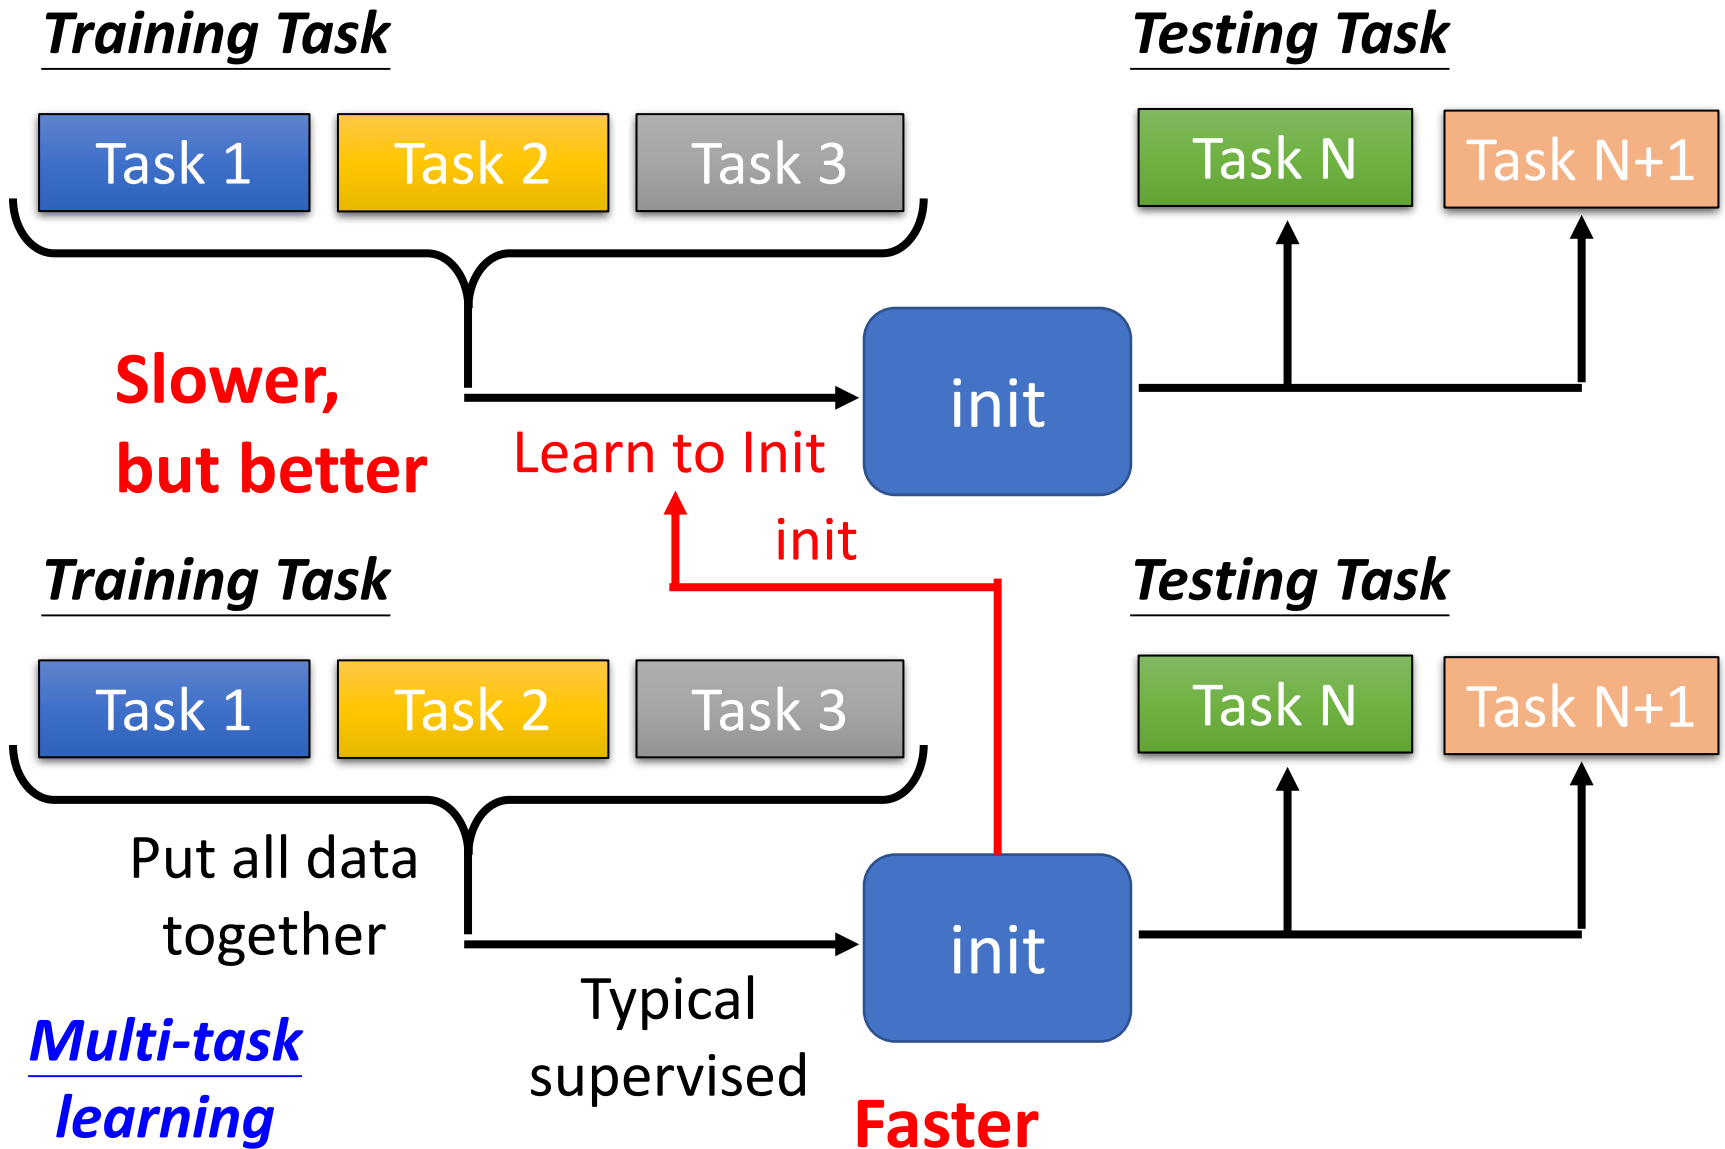 Training Task
Testing Task
Task 1
Task 2
Task 3
Task N
Task N+1
Slower,
but better
Learn to Init
init
init
Training Task
Testing Task
Task 1
Task 2
Task 3
Task N
Task N+1
Put all data
together
Typical
supervised
init
Multi-task
learning
Faster